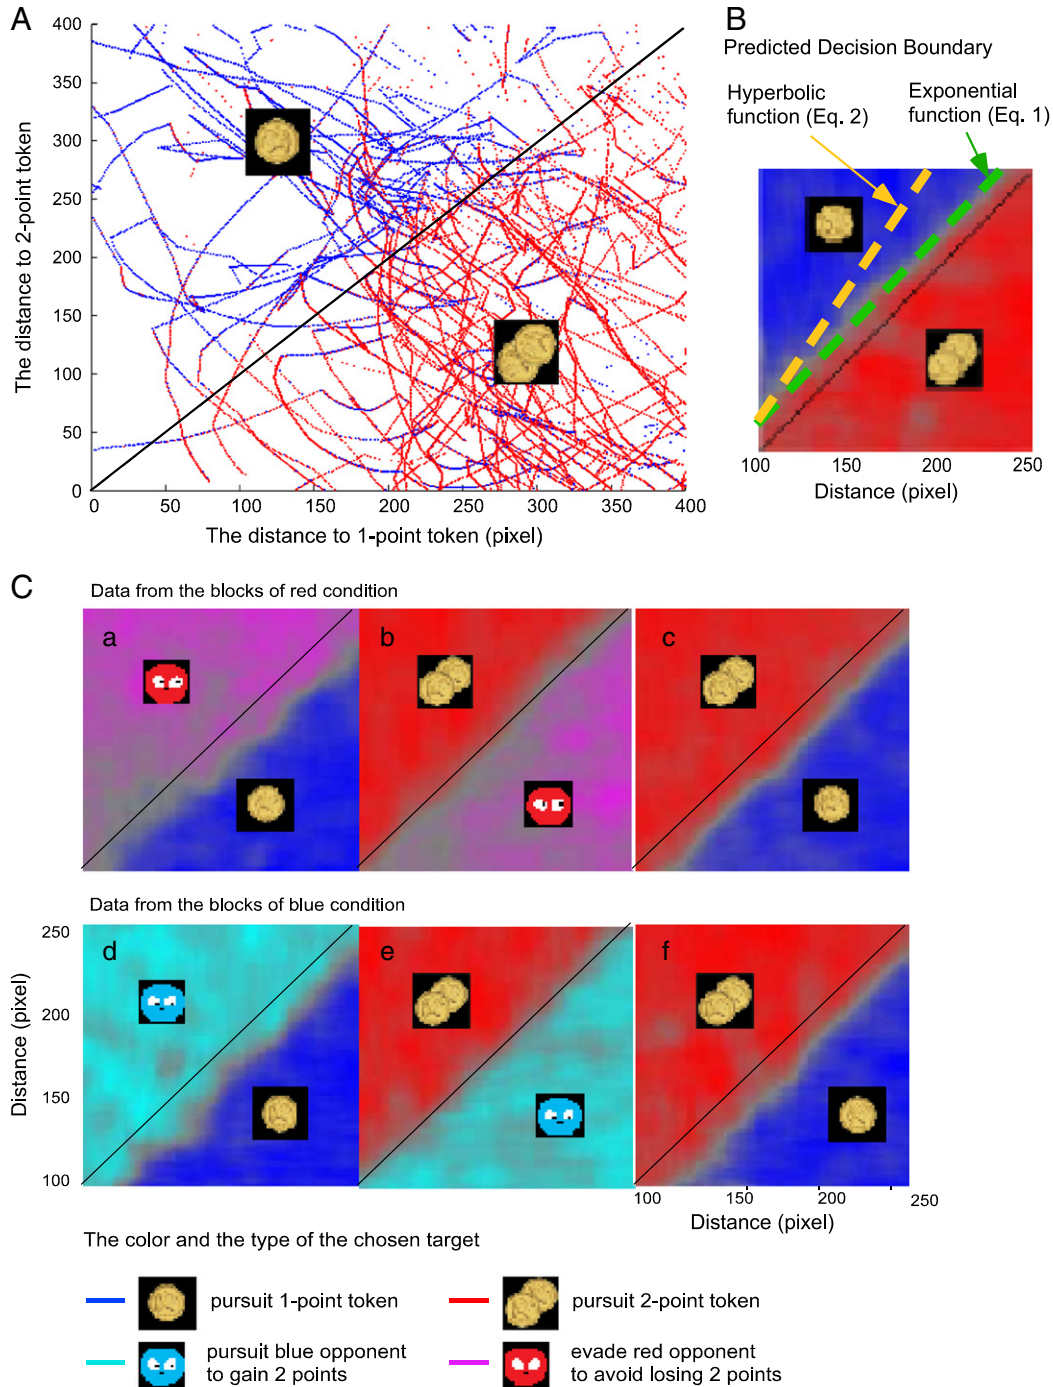 A
400
350
300
250
200
150
100
50
0
The distance to 2-point token (pixel)
0 50 100 150 200 250 300 350 400
The distance to 1-point token (pixel)
B
Predicted Decision Boundary
Hyperbolic
function (Eq. 2)
Exponential
function (Eq. 1)
100 150 200 250
Distance (pixel)
C
Data from the blocks of red condition
a
b
c
Data from the blocks of blue condition
d
e
f
250
200
150
100
Distance (pixel)
100 150 200 250
Distance (pixel)
The color and the type of the chosen target
pursuit 1-point token
pursuit 2-point token
pursuit blue opponent
to gain 2 points
evade red opponent
to avoid losing 2 points